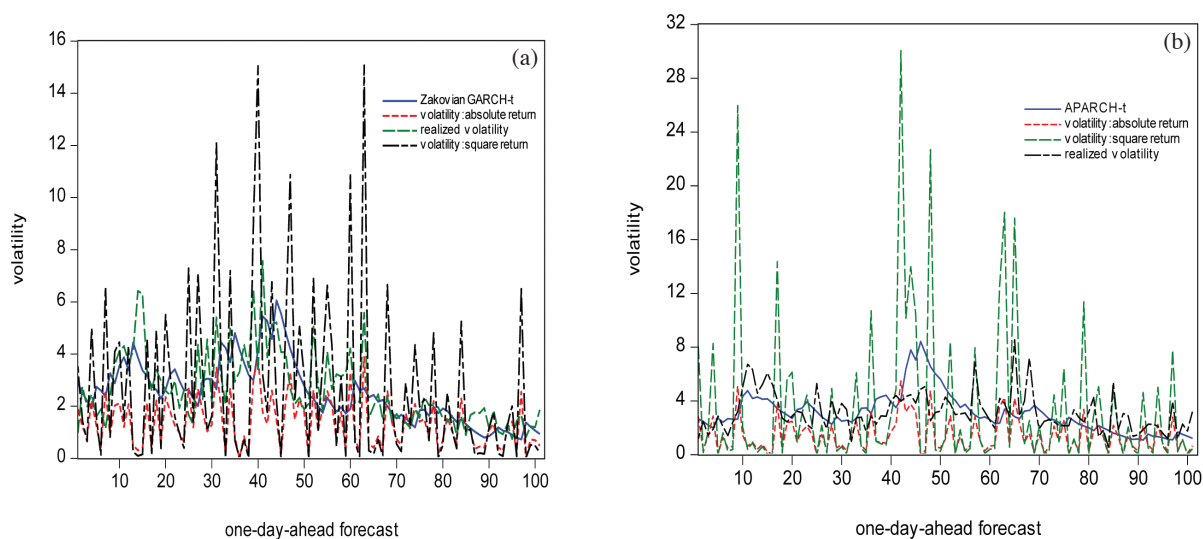 (a)
16
14
12
10
8
6
4
2
0
volatility
Zakovian GARCH-t
volatility:absolute return
realized volatility
volatility:square return
10 20 30 40 50 60 70 80 90 100
one-day-ahead forecast
(b)
32
28
24
20
16
12
8
4
0
volatility
APARCH-t
volatility:absolute return
volatility:square return
realized volatility
10 20 30 40 50 60 70 80 90 100
one-day-ahead forecast